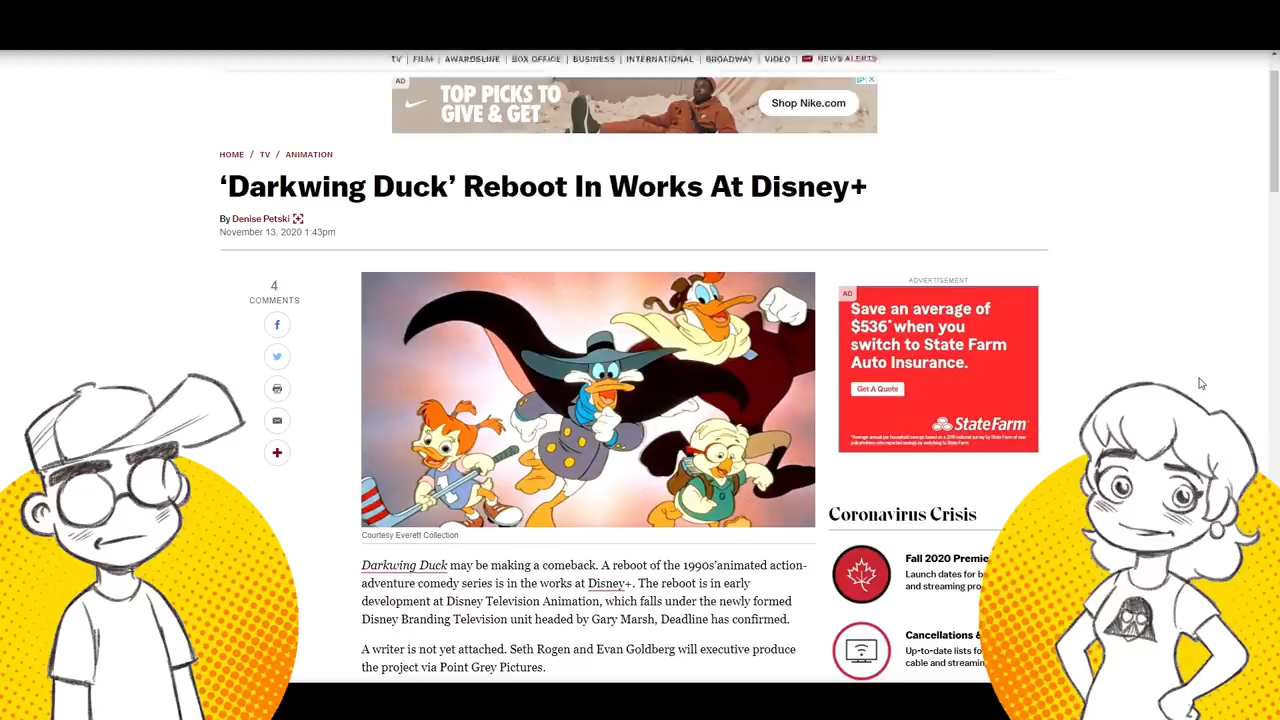 TV | FILM | AWARDSLINE | BOX OFFICE | BUSINESS | INTERNATIONAL | BROADWAY | VIDEO | NEWS ALERTS
AD
TOP PICKS TO
GIVE & GET
Shop Nike.com
HOME / TV / ANIMATION
‘Darkwing Duck’ Reboot In Works At Disney+
By Denise Petski
November 13, 2020 1:43pm
4
COMMENTS
Courtesy Everett Collection
Darkwing Duck may be making a comeback. A reboot of the 1990s’animated action-
adventure comedy series is in the works at Disney+. The reboot is in early
development at Disney Television Animation, which falls under the newly formed
Disney Branding Television unit headed by Gary Marsh, Deadline has confirmed.
A writer is not yet attached. Seth Rogen and Evan Goldberg will executive produce
the project via Point Grey Pictures.
ADVERTISEMENT
AD
Save an average of
$536* when you
switch to State Farm
Auto Insurance.
Get A Quote
StateFarm
Coronavirus Crisis
Fall 2020 Premie
Launch dates for b
and streaming pro
Cancellations &
Up-to-date lists fo
cable and streamin